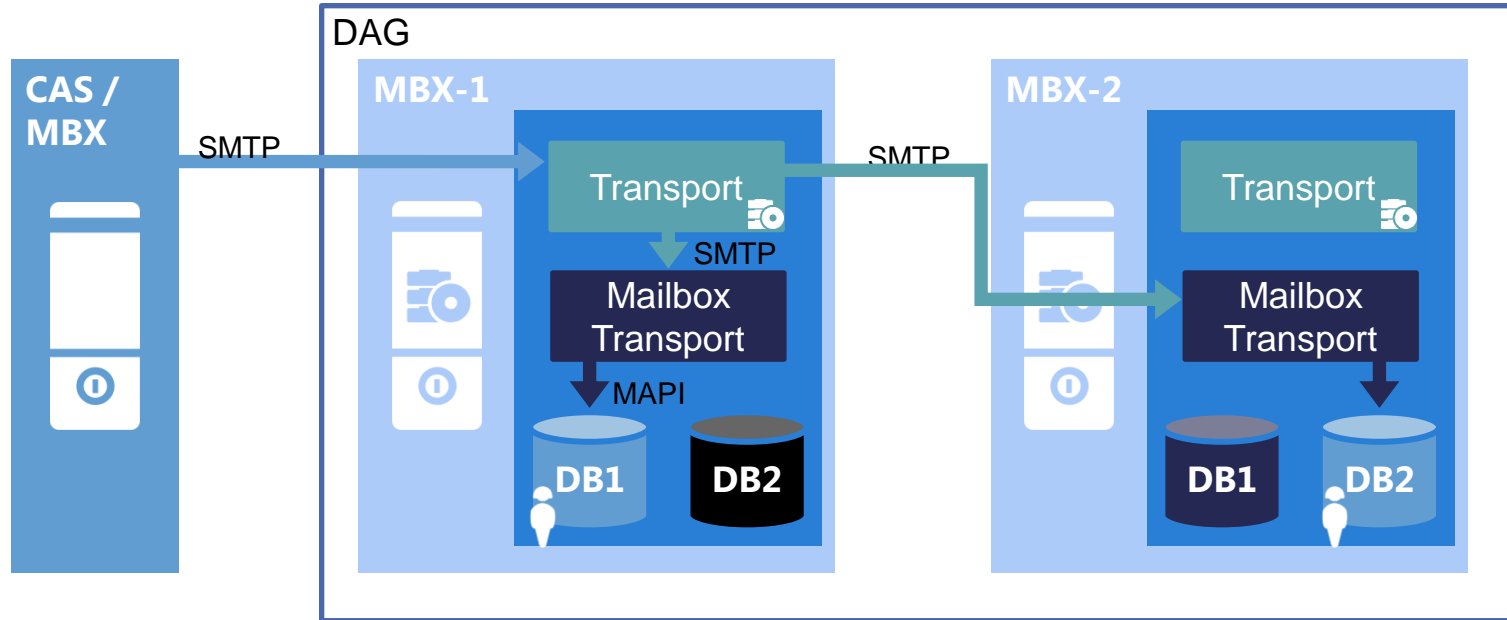 DAG
CAS /
MBX
SMTP
MBX-1
Transport
SMTP
Mailbox
Transport
MAPI
DB1
DB2
SMTP
MBX-2
Transport
Mailbox
Transport
DB1
DB2